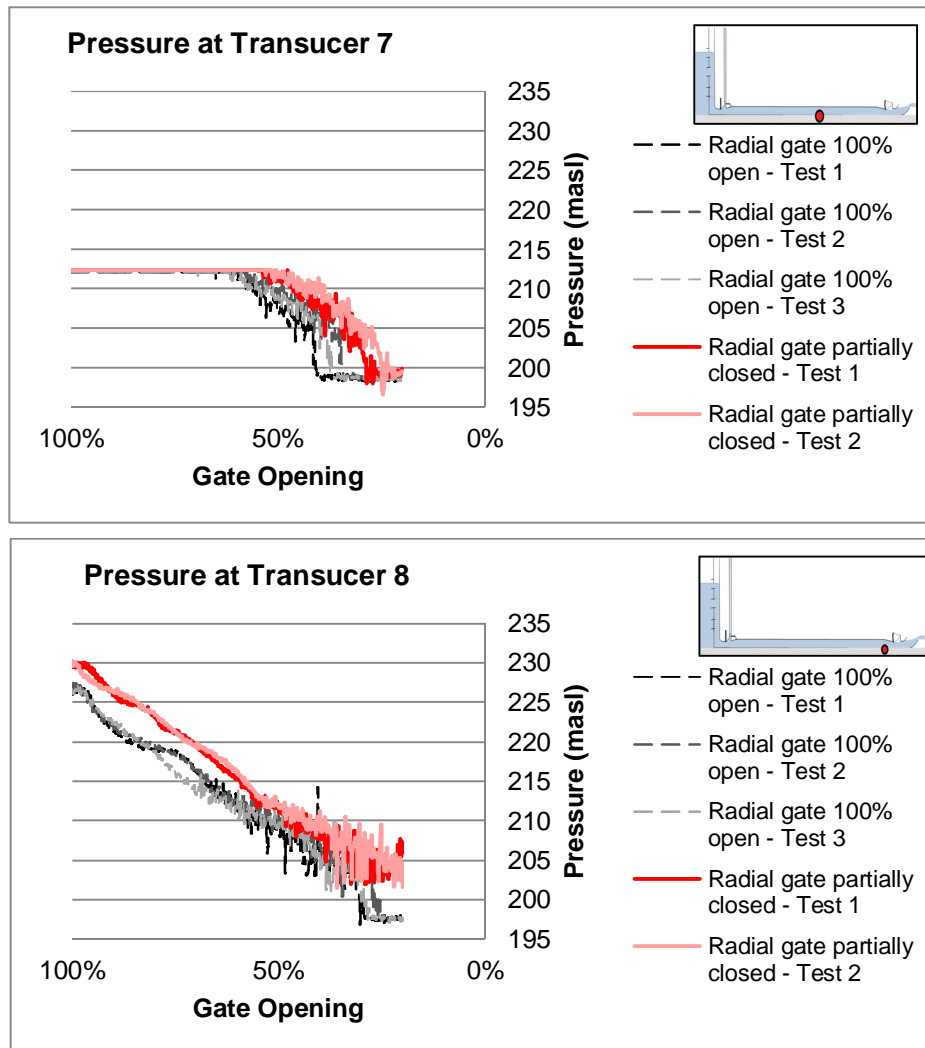 Pressure at Transucer 7
235
230
225
220
215
210
205
200
195
Pressure (masl)
100%
50%
0%
Gate Opening
Radial gate 100%
open - Test 1
Radial gate 100%
open - Test 2
Radial gate 100%
open - Test 3
Radial gate partially
closed - Test 1
Radial gate partially
closed - Test 2
Pressure at Transucer 8
235
230
225
220
215
210
205
200
195
Pressure (masl)
100%
50%
0%
Gate Opening
Radial gate 100%
open - Test 1
Radial gate 100%
open - Test 2
Radial gate 100%
open - Test 3
Radial gate partially
closed - Test 1
Radial gate partially
closed - Test 2